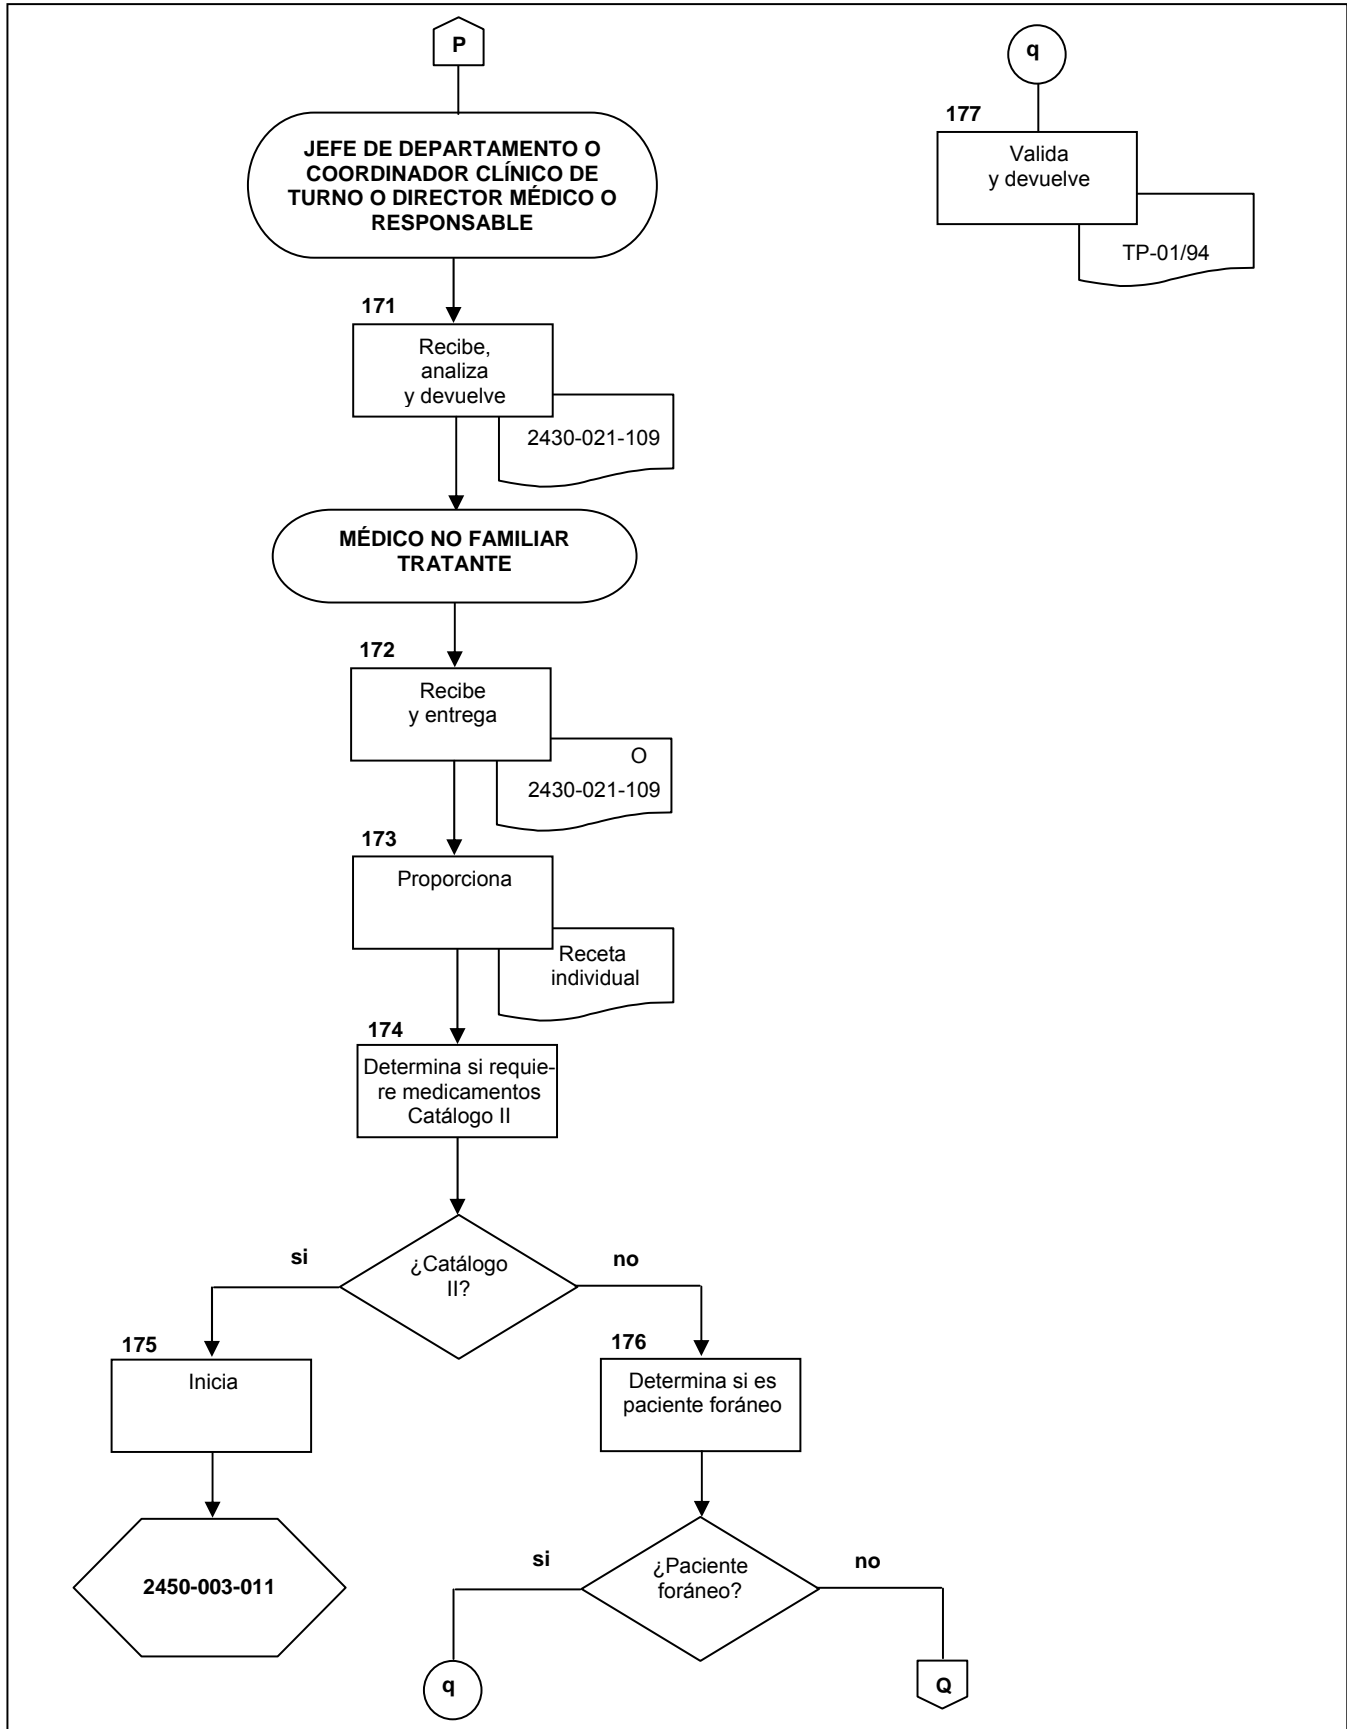 P
JEFE DE DEPARTAMENTO O
COORDINADOR CLÍNICO DE
TURNO O DIRECTOR MÉDICO O
RESPONSABLE
171
Recibe,
analiza
y devuelve
2430-021-109
MÉDICO NO FAMILIAR
TRATANTE
172
Recibe
y entrega
O
2430-021-109
173
Proporciona
Receta
individual
174
Determina si requie-
re medicamentos
Catálogo II
¿Catálogo
II?
si
no
175
Inicia
2450-003-011
176
Determina si es
paciente foráneo
¿Paciente
foráneo?
si
no
q
Q
q
177
Valida
y devuelve
TP-01/94